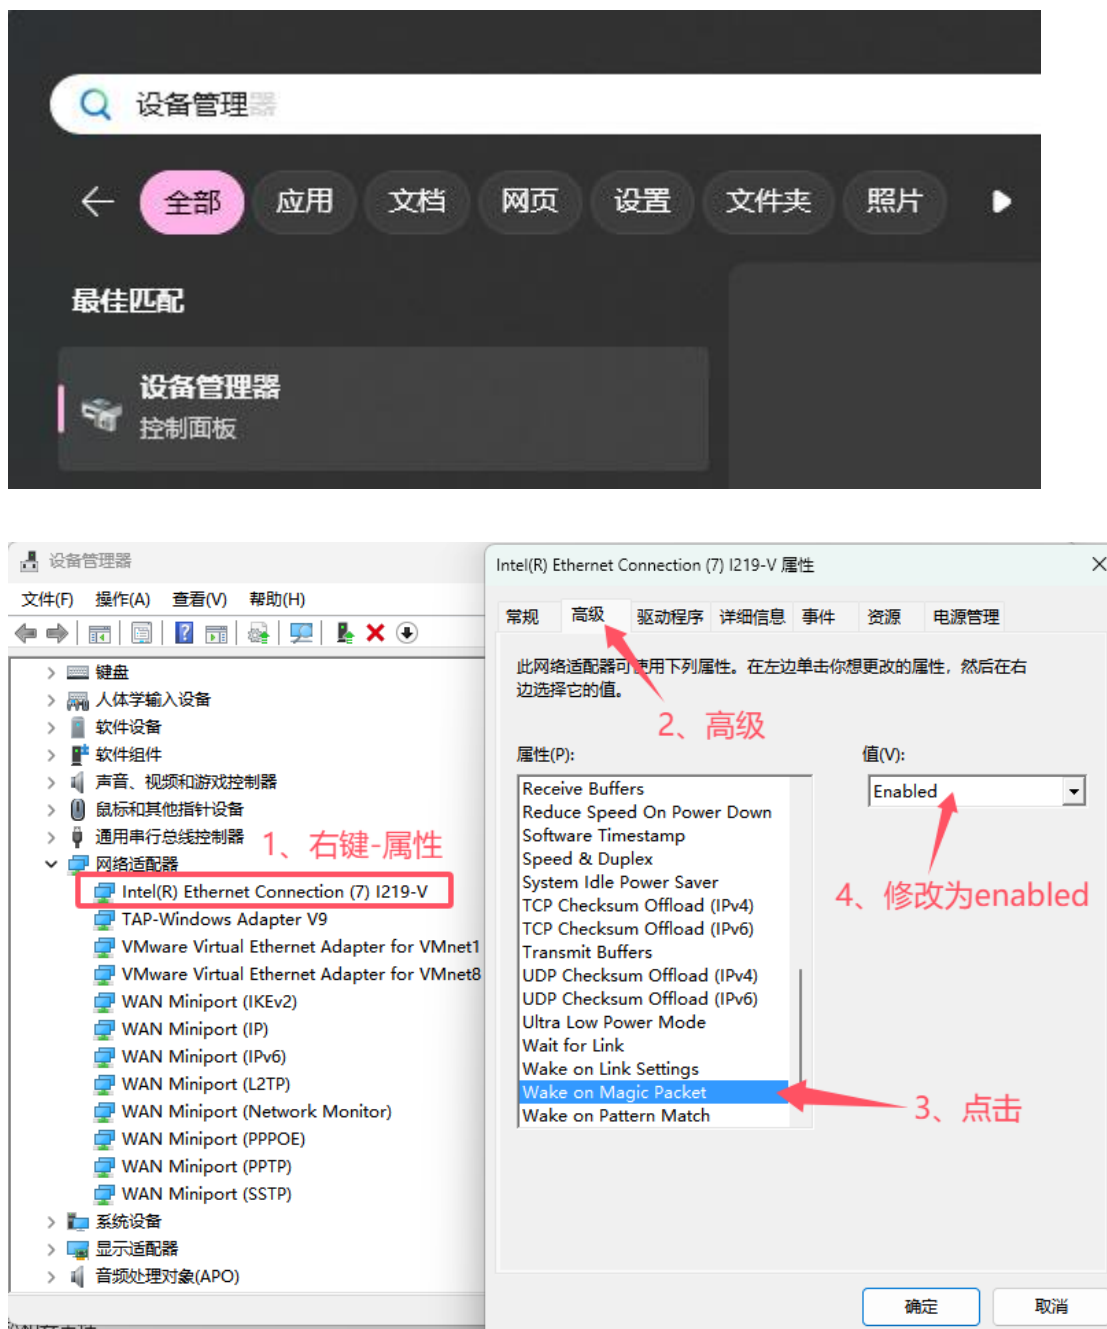 设备管理器
全部 应用 文档 网页 设置 文件夹 照片
最佳匹配
设备管理器
控制面板
设备管理器
文件(F) 操作(A) 查看(V) 帮助(H)
键盘
人体学输入设备
软件设备
软件组件
声音、视频和游戏控制器
鼠标和其他指针设备
通用串行总线控制器
1、右键-属性
网络适配器
Intel(R) Ethernet Connection (7) I219-V
TAP-Windows Adapter V9
VMware Virtual Ethernet Adapter for VMnet1
VMware Virtual Ethernet Adapter for VMnet8
WAN Miniport (IKEv2)
WAN Miniport (IP)
WAN Miniport (IPv6)
WAN Miniport (L2TP)
WAN Miniport (Network Monitor)
WAN Miniport (PPPOE)
WAN Miniport (PPTP)
WAN Miniport (SSTP)
系统设备
显示适配器
音频处理对象(APO)
Intel(R) Ethernet Connection (7) I219-V 属性
常规 高级 驱动程序 详细信息 事件 资源 电源管理
此网络适配器可使用下列属性。在左边单击你想更改的属性，然后在右
边选择它的值。
2、高级
属性(P):
值(V):
Receive Buffers
Reduce Speed On Power Down
Software Timestamp
Speed & Duplex
System Idle Power Saver
TCP Checksum Offload (IPv4)
TCP Checksum Offload (IPv6)
Transmit Buffers
UDP Checksum Offload (IPv4)
UDP Checksum Offload (IPv6)
Ultra Low Power Mode
Wait for Link
Wake on Link Settings
Wake on Magic Packet
Wake on Pattern Match
Enabled
4、修改为enabled
3、点击
确定 取消